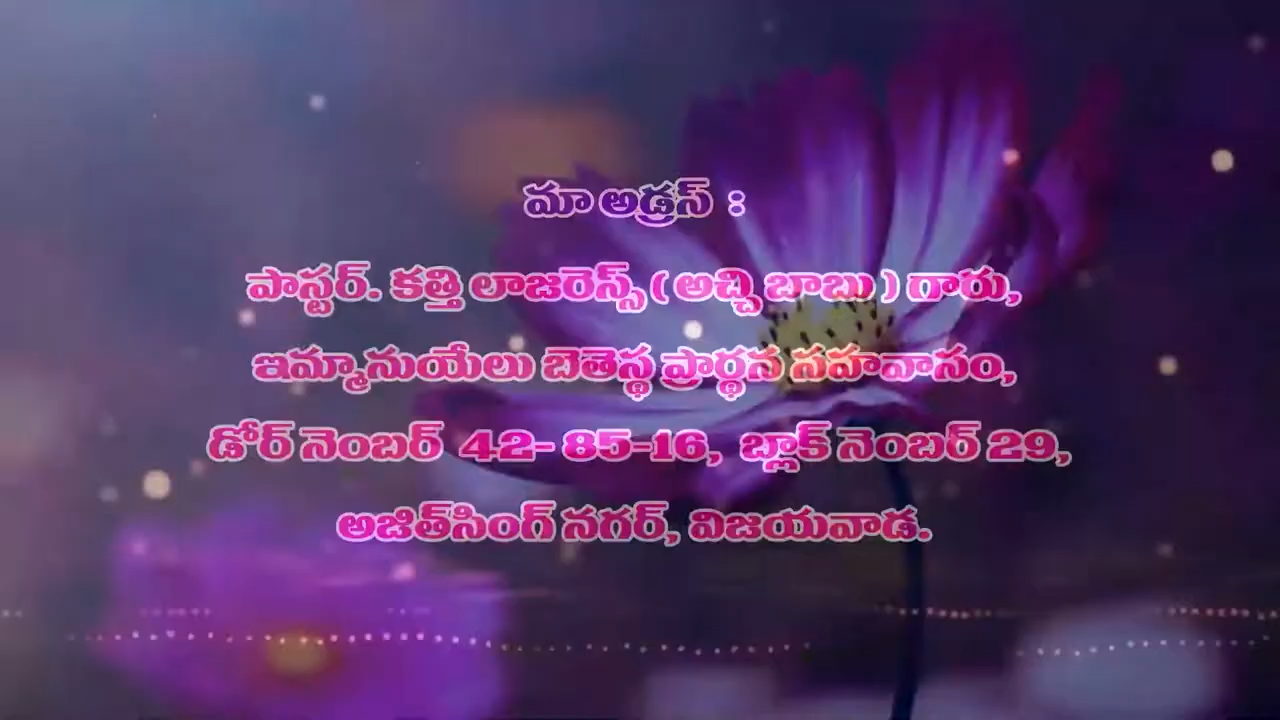 మా అడ్రస్ :
పాస్టర్. కత్తి లాజరెన్స్ ( అచ్చి బాబు ) గారు,
ఇమ్మానుయేలు బెతెస్థ ప్రార్థన సహవాసం,
డోర్ నెంబర్ 42- 85-16, బ్లాక్ నెంబర్ 29,
అజిత్‌సింగ్ నగర్, విజయవాడ.